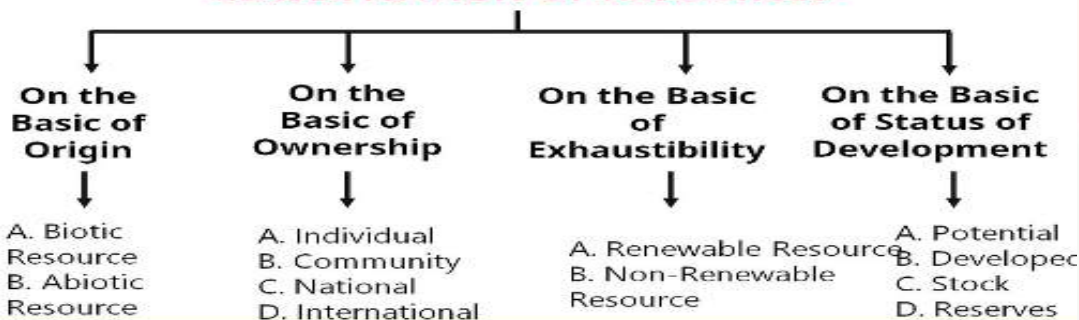 On the
Basic of
Origin
On the
Basic of
Ownership
On the Basic
of
Exhaustibility
On the Basic
of Status of
Development
A. Biotic
Resource
B. Abiotic
Resource
A. Individual
B. Community
C. National
D. International
A. Renewable Resource
B. Non-Renewable
Resource
A. Potential
B. Developed
C. Stock
D. Reserves